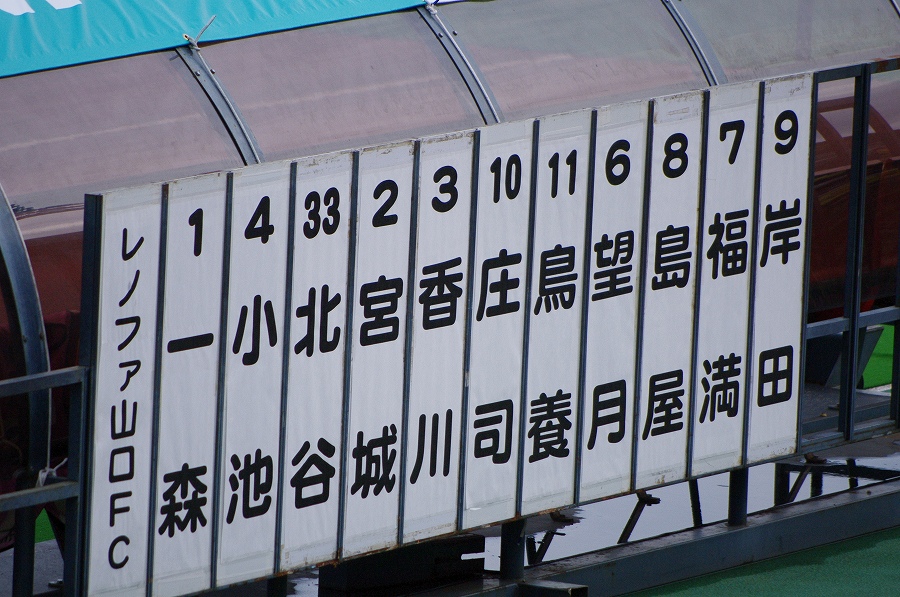 レノファ山口FC
1 一森
4 小池
33 北谷
2 宮城
3 香川
10 庄司
11 鳥養
6 望月
8 島屋
7 福満
9 岸田